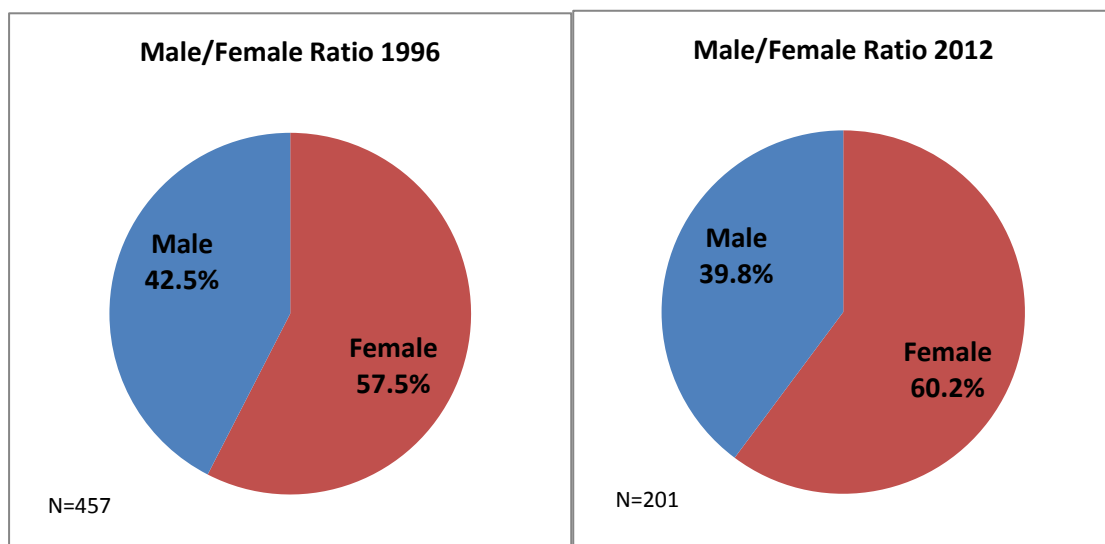 Male/Female Ratio 1996
Male
42.5%
Female
57.5%
N=457
Male/Female Ratio 2012
Male
39.8%
Female
60.2%
N=201